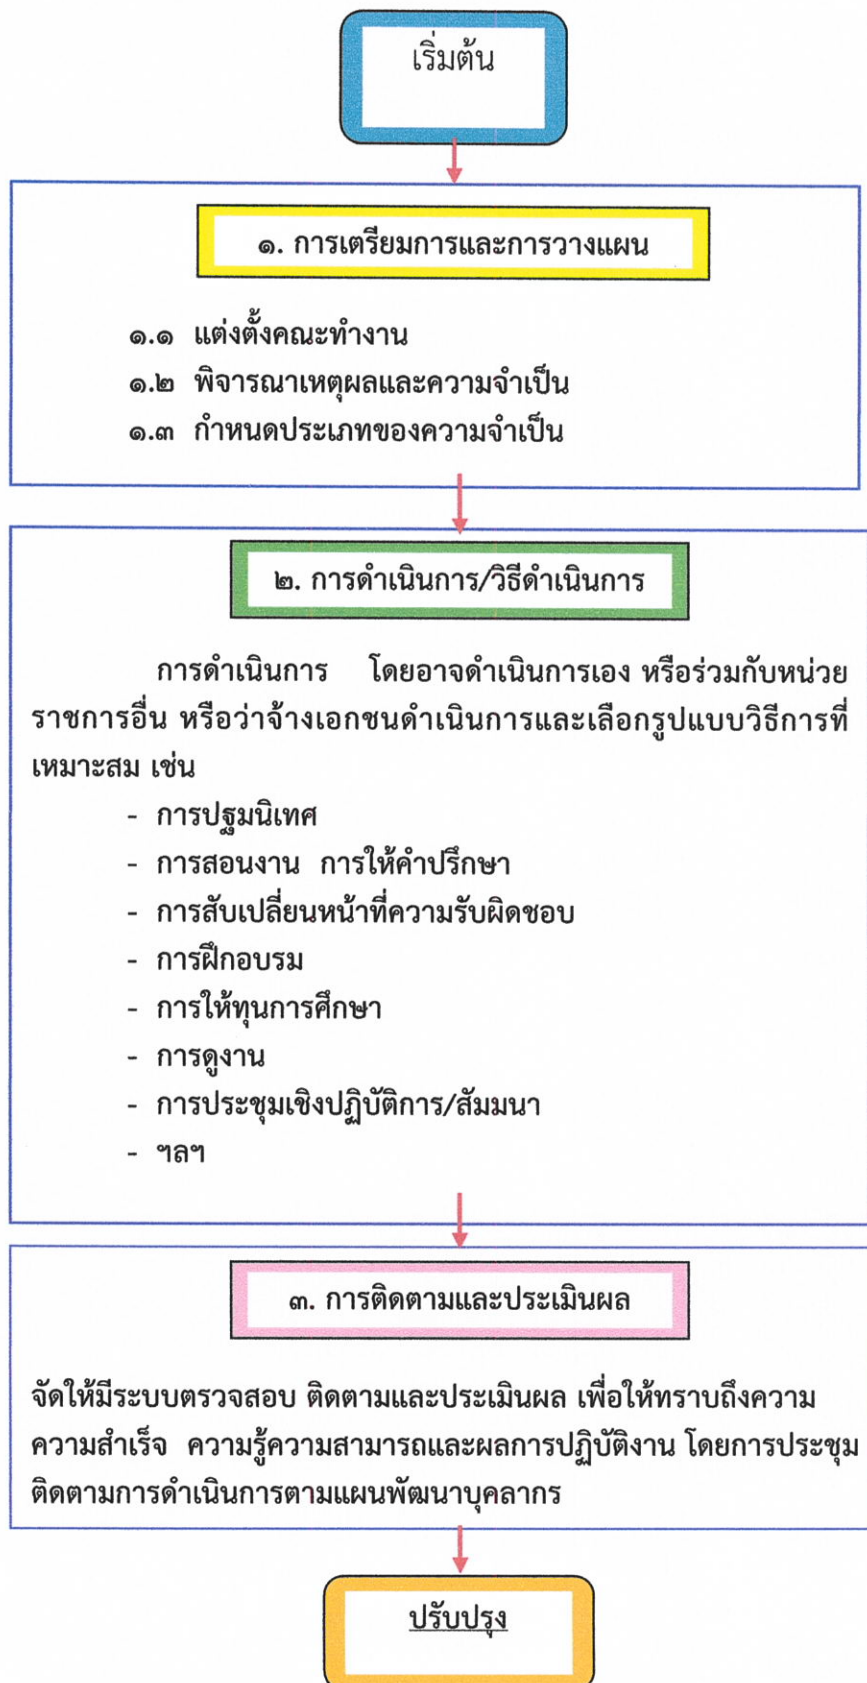 เริ่มต้น
๑. การเตรียมการและการวางแผน
๑.๑ แต่งตั้งคณะทำงาน
๑.๒ พิจารณาเหตุผลและความจำเป็น
๑.๓ กำหนดประเภทของความจำเป็น
๒. การดำเนินการ/วิธีดำเนินการ
การดำเนินการ โดยอาจดำเนินการเอง หรือร่วมกับหน่วย
ราชการอื่น หรือว่าจ้างเอกชนดำเนินการและเลือกรูปแบบวิธีการที่
เหมาะสม เช่น
- การปฐมนิเทศ
- การสอนงาน การให้คำปรึกษา
- การสับเปลี่ยนหน้าที่ความรับผิดชอบ
- การฝึกอบรม
- การให้ทุนการศึกษา
- การดูงาน
- การประชุมเชิงปฏิบัติการ/สัมมนา
- ฯลฯ
๓. การติดตามและประเมินผล
จัดให้มีระบบตรวจสอบ ติดตามและประเมินผล เพื่อให้ทราบถึงความ
ความสำเร็จ ความรู้ความสามารถและผลการปฏิบัติงาน โดยการประชุม
ติดตามการดำเนินการตามแผนพัฒนาบุคลากร
ปรับปรุง